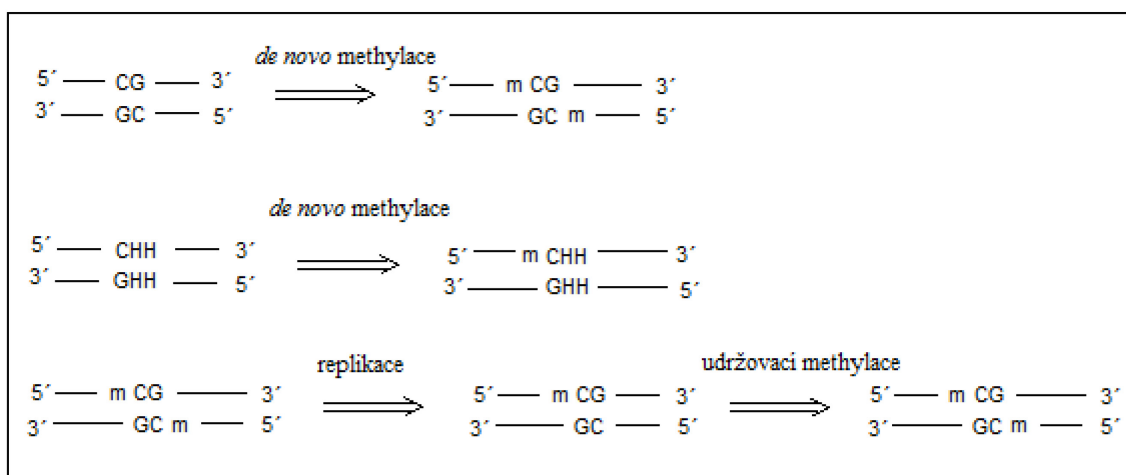 de novo methylace
5´ CG 3´ 5´ m CG 3´
3´ GC 5´ 3´ GC m 5´
de novo methylace
5´ CHH 3´ 5´ m CHH 3´
3´ GHH 5´ 3´ GHH 5´
replikace udržovací methylace
5´ m CG 3´ 5´ m CG 3´ 5´ m CG 3´
3´ GC m 5´ 3´ GC 5´ 3´ GC m 5´